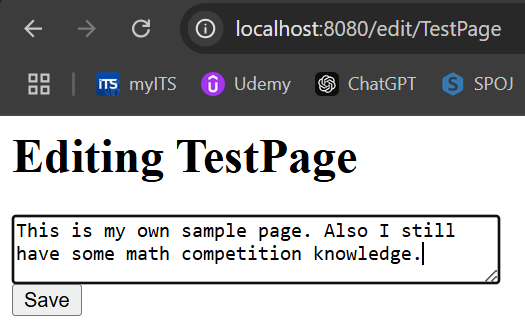 localhost:8080/edit/TestPage
iTS myITS Udemy ChatGPT S SPOJ
Editing TestPage
This is my own sample page. Also I still
have some math competition knowledge.
Save